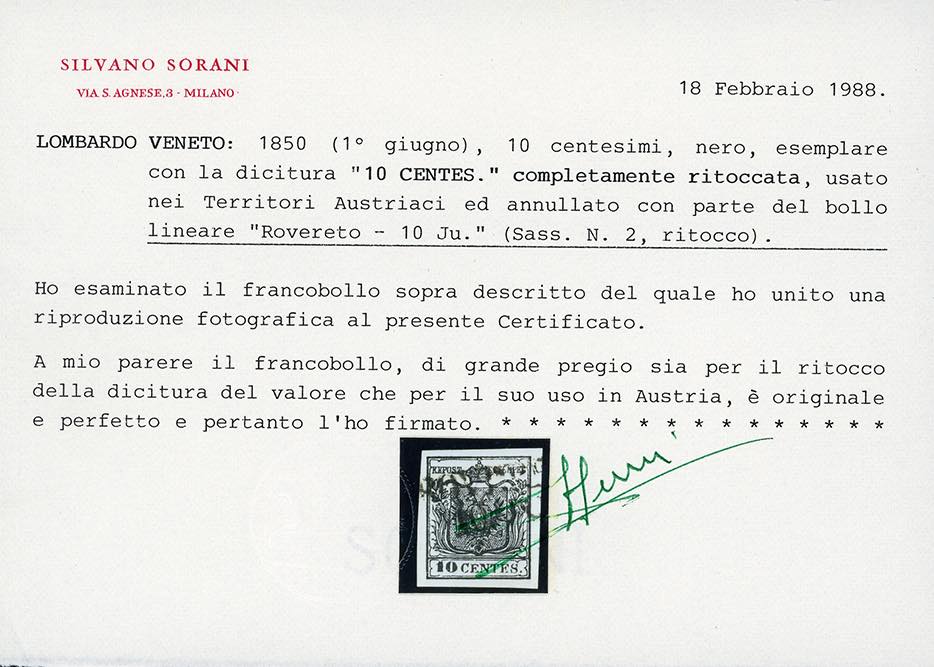 SILVANO SORANI
VIA S. AGNESE, 3 - MILANO
18 Febbraio 1988.
LOMBARDO VENETO: 1850 (1° giugno), 10 centesimi, nero, esemplare
con la dicitura "10 CENTES." completamente ritoccata, usato
nei Territori Austriaci ed annullato con parte del bollo
lineare "Rovereto - 10 Ju." (Sass. N. 2, ritocco).
Ho esaminato il francobollo sopra descritto del quale ho unito una
riproduzione fotografica al presente Certificato.
A mio parere il francobollo, di grande pregio sia per il ritocco
della dicitura del valore che per il suo uso in Austria, è originale
e perfetto e pertanto l'ho firmato. * * * * * * * * * * * * * * *
10 CENTES.